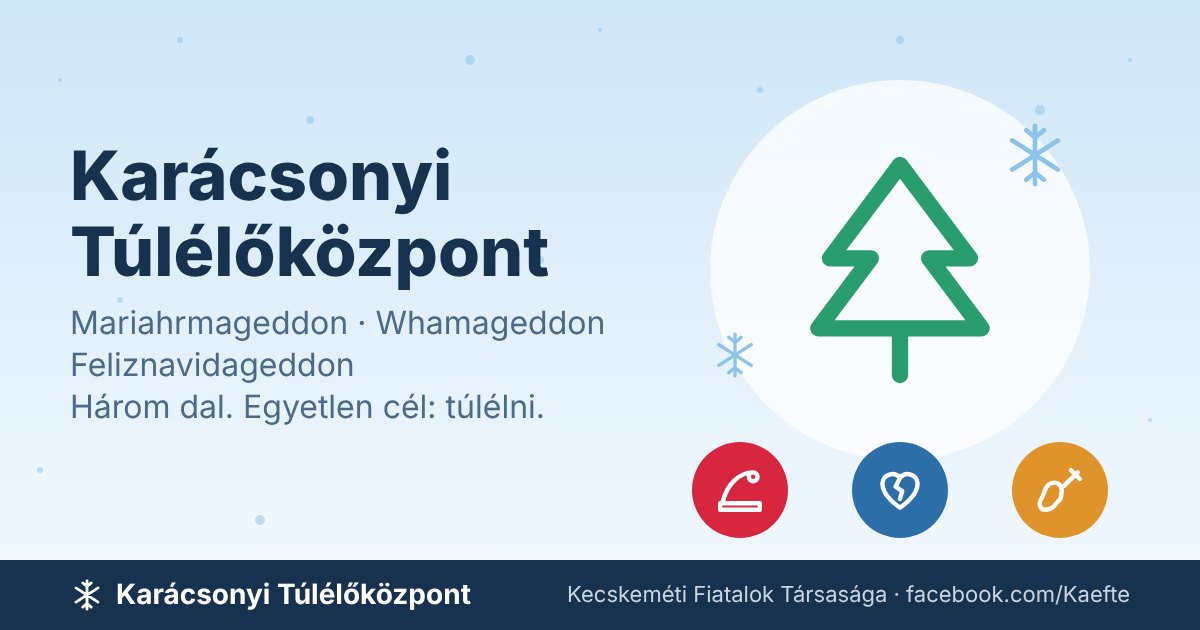 Karácsonyi
Túlélőközpont
Mariahrmageddon · Whamageddon
Feliznavidageddon
Három dal. Egyetlen cél: túlélni.
Karácsonyi Túlélőközpont
Kecskeméti Fiatalok Társasága · facebook.com/Kaefte